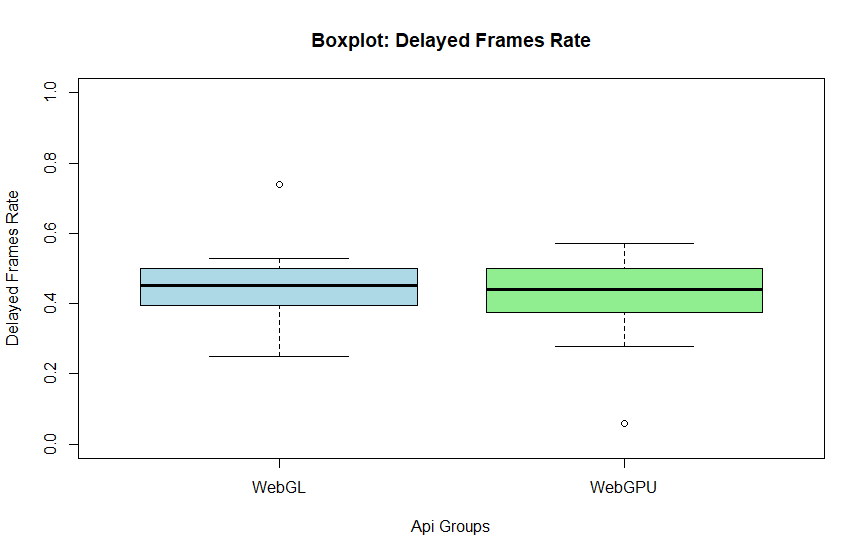 Boxplot: Delayed Frames Rate
Delayed Frames Rate
1.0
0.8
0.6
0.4
0.2
0.0
WebGL
WebGPU
Api Groups